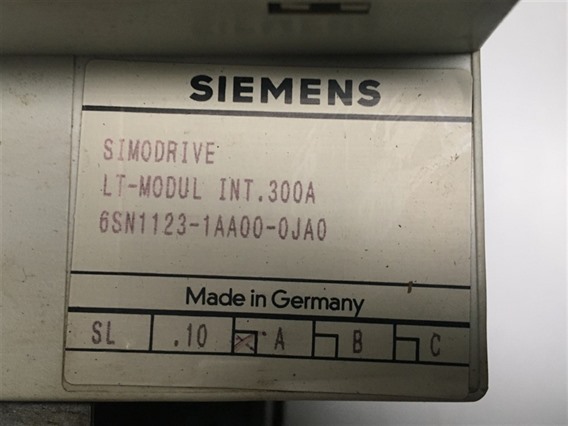 SIEMENS
SIMODRIVE
LT-MODUL INT.300A
6SN1123-1AA00-0JA0
Made in Germany
SL .10 A B C